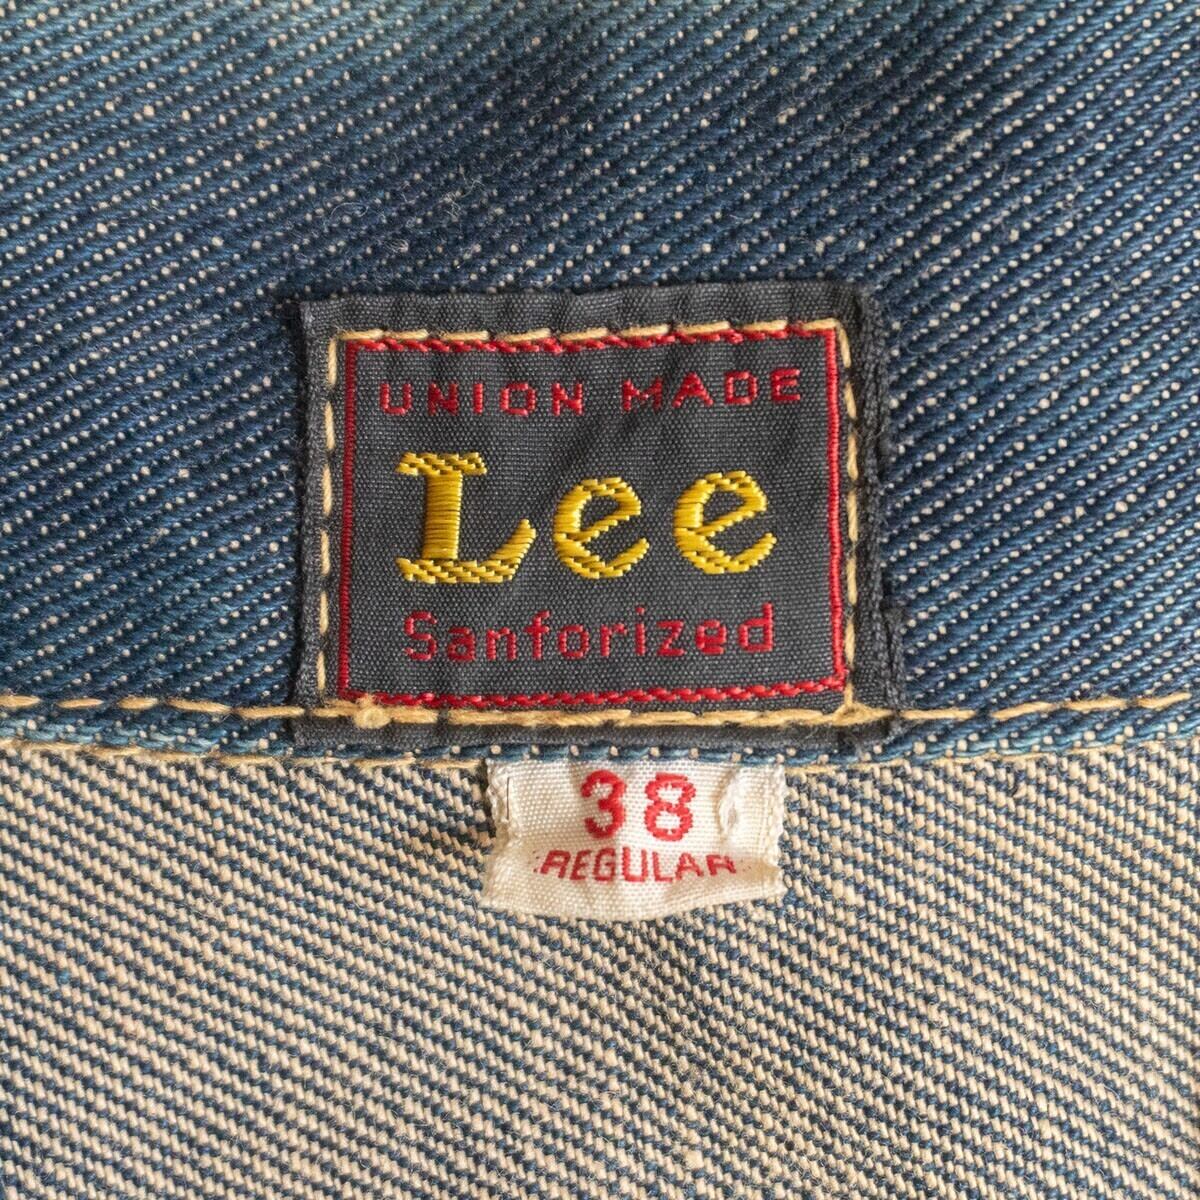 UNION MADE
Lee
Sanforized
38
REGULAR